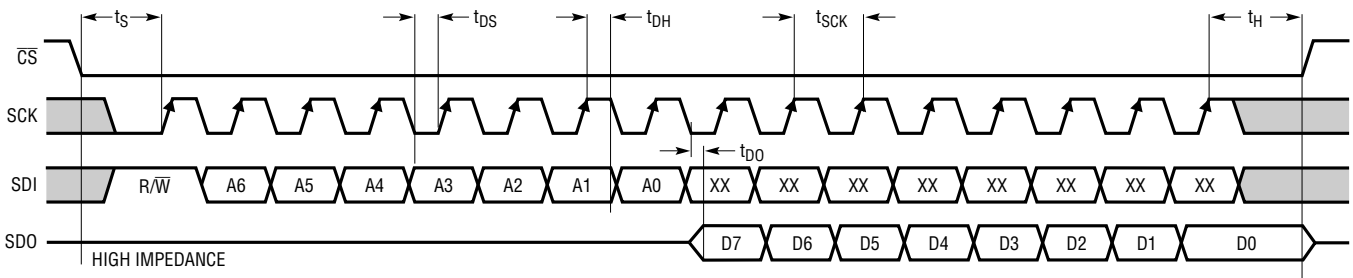 tS tDS tDH tSCK tH
CS
SCK
tDO
SDI R/W A6 A5 A4 A3 A2 A1 A0 XX XX XX XX XX XX XX XX
SDO D7 D6 D5 D4 D3 D2 D1 D0
HIGH IMPEDANCE